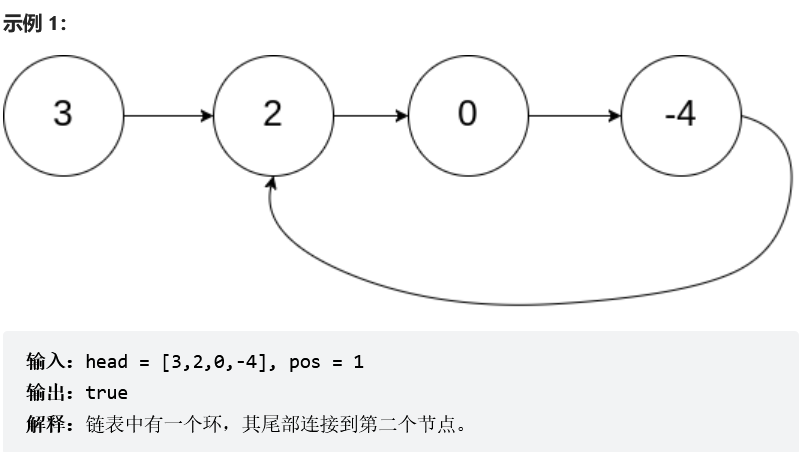 示例 1：
3
2
0
-4
输入：head = [3,2,0,-4], pos = 1
输出：true
解释：链表中有一个环，其尾部连接到第二个节点。